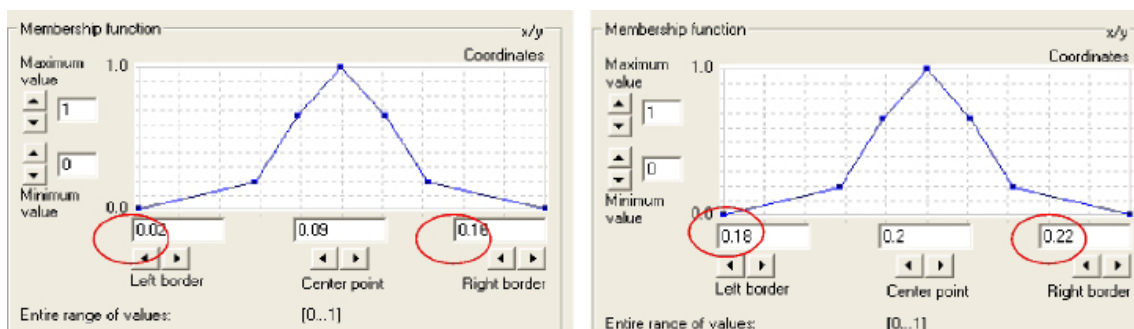 Membership function
x/y
Coordinates
Maximum
value
1.0
1
0
Minimum
value
0.0
0.02
0.09
0.16
Left border
Center point
Right border
Entire range of values:
[0...1]
Membership function
x/y
Coordinates
Maximum
value
1.0
1
0
Minimum
value
0.0
0.18
0.2
0.22
Left border
Center point
Right border
Entire range of values:
[0...1]